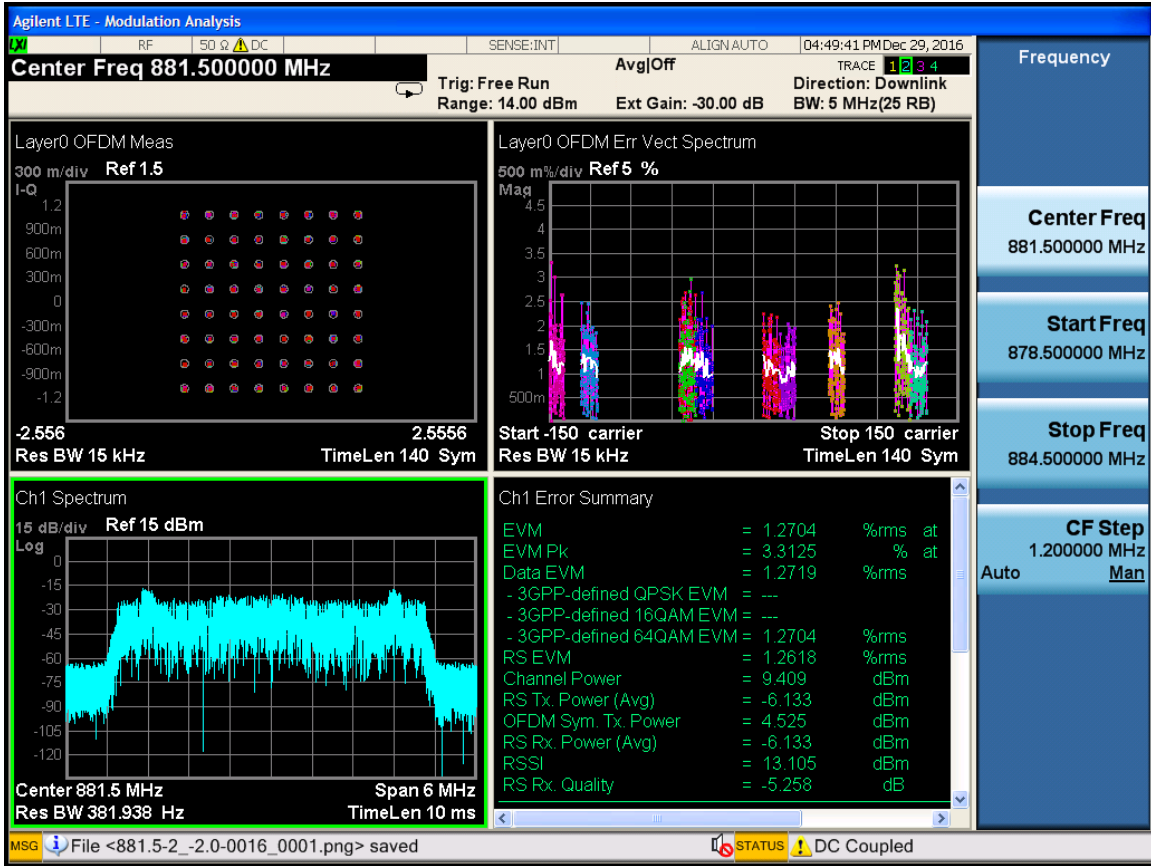 Agilent LTE - Modulation Analysis
LXI RF 50 Ω DC SENSE:INT ALIGN AUTO 04:49:41 PM Dec 29, 2016
Center Freq 881.500000 MHz
Avg|Off
TRACE 1 2 3 4
Trig: Free Run
Direction: Downlink
Range: 14.00 dBm Ext Gain: -30.00 dB BW: 5 MHz(25 RB)
Layer0 OFDM Meas
300 m/div Ref 1.5
I-Q
1.2
900m
600m
300m
0
-300m
-600m
-900m
-1.2
-2.556 2.5556
Res BW 15 kHz TimeLen 140 Sym
Layer0 OFDM Err Vect Spectrum
500 m%/div Ref 5 %
Mag
4.5
4
3.5
3
2.5
2
1.5
1
500m
Start -150 carrier Stop 150 carrier
Res BW 15 kHz TimeLen 140 Sym
Ch1 Spectrum
15 dB/div Ref 15 dBm
Log
0
-15
-30
-45
-60
-75
-90
-105
-120
Center 881.5 MHz Span 6 MHz
Res BW 381.938 Hz TimeLen 10 ms
Ch1 Error Summary
EVM = 1.2704 %rms at
EVM Pk = 3.3125 % at
Data EVM = 1.2719 %rms
- 3GPP-defined QPSK EVM = ---
- 3GPP-defined 16QAM EVM = ---
- 3GPP-defined 64QAM EVM = 1.2704 %rms
RS EVM = 1.2618 %rms
Channel Power = 9.409 dBm
RS Tx. Power (Avg) = -6.133 dBm
OFDM Sym. Tx. Power = 4.525 dBm
RS Rx. Power (Avg) = -6.133 dBm
RSSI = 13.105 dBm
RS Rx. Quality = -5.258 dB
Frequency
Center Freq
881.500000 MHz
Start Freq
878.500000 MHz
Stop Freq
884.500000 MHz
CF Step
1.200000 MHz
Auto Man
MSG File <881.5-2_-2.0-0016_0001.png> saved STATUS DC Coupled